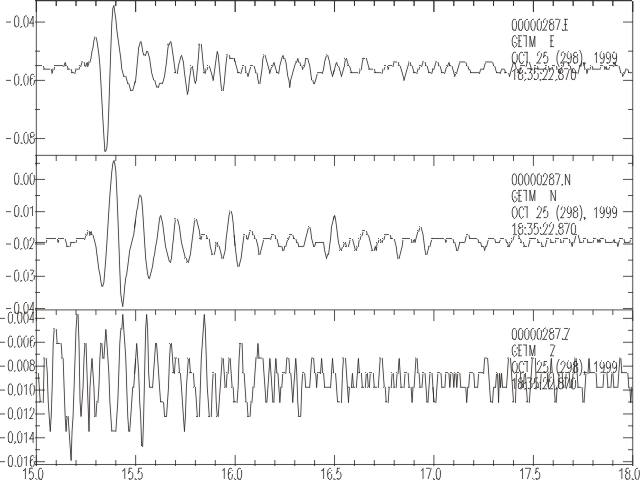 -0.04
-0.06
-0.08
00000287.E
GETM E
OCT 25 (298), 1999
18:35:22.870
0.00
-0.01
-0.02
-0.03
-0.04
00000287.N
GETM N
OCT 25 (298), 1999
18:35:22.870
-0.004
-0.006
-0.008
-0.010
-0.012
-0.014
-0.016
00000287.Z
GETM Z
OCT 25 (298), 1999
18:35:22.870
15.0 15.5 16.0 16.5 17.0 17.5 18.0